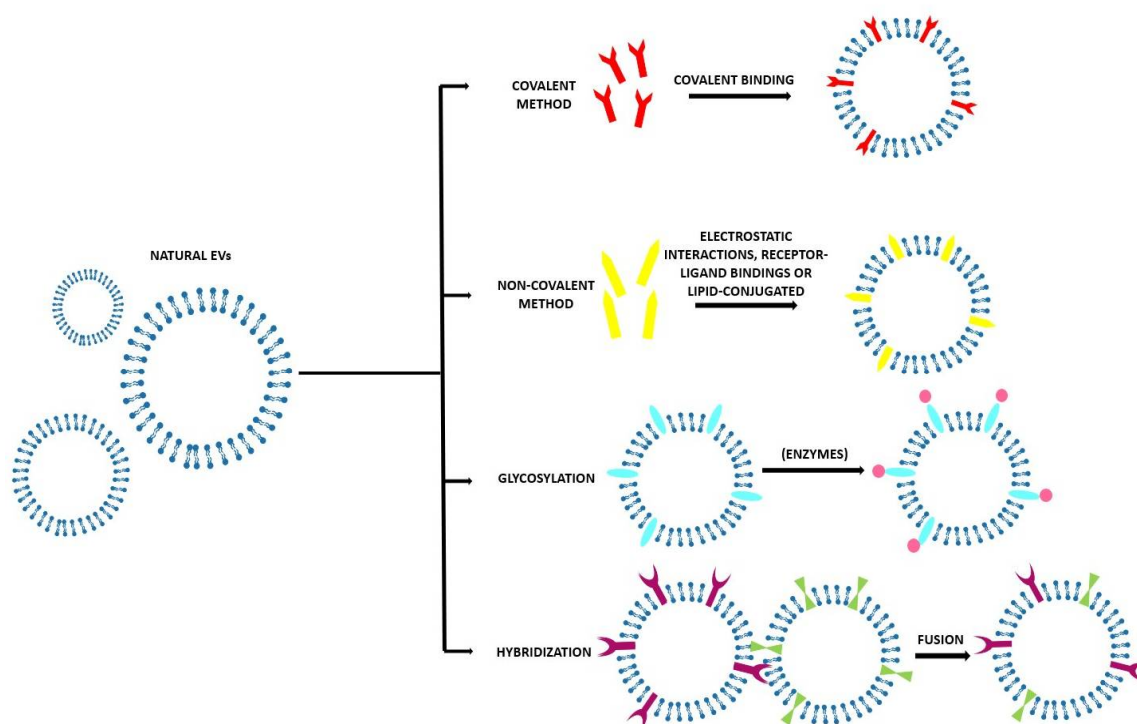 NATURAL EVs
COVALENT
METHOD
COVALENT BINDING
NON-COVALENT
METHOD
ELECTROSTATIC
INTERACTIONS, RECEPTOR-
LIGAND BINDINGS OR
LIPID-CONJUGATED
GLYCOSYLATION
(ENZYMES)
HYBRIDIZATION
FUSION